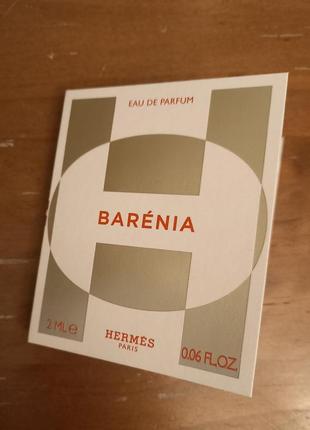 EAU DE PARFUM
BARÉNIA
2 ML e
HERMÈS
PARIS
0.06 FL.OZ.